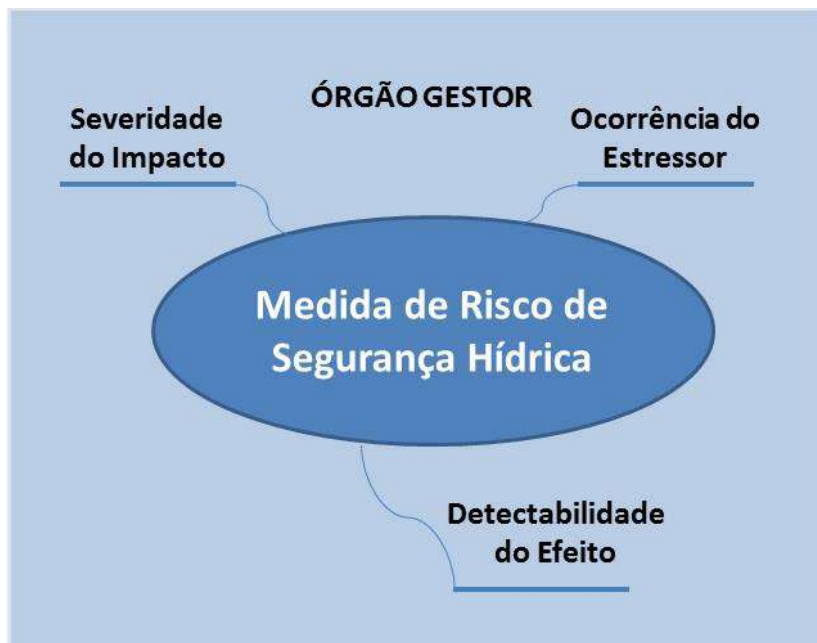 ÓRGÃO GESTOR
Severidade
do Impacto
Ocorrência do
Estressor
Medida de Risco de
Segurança Hídrica
Detectabilidade
do Efeito